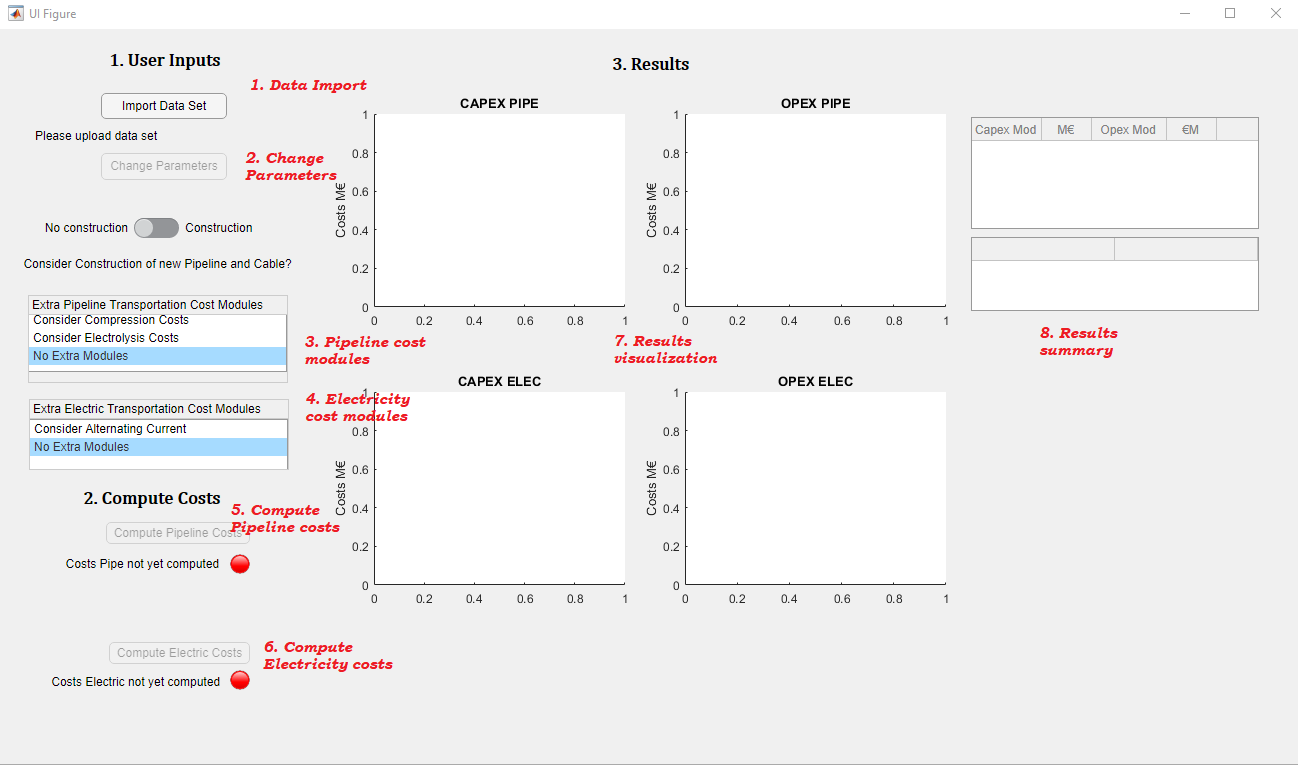 UI Figure
1. User Inputs
3. Results
1. Data Import
Import Data Set
Please upload data set
Change Parameters
2. Change
Parameters
No construction
Construction
Consider Construction of new Pipeline and Cable?
Extra Pipeline Transportation Cost Modules
Consider Compression Costs
Consider Electrolysis Costs
No Extra Modules
3. Pipeline cost
modules
Extra Electric Transportation Cost Modules
Consider Alternating Current
No Extra Modules
4. Electricity
cost modules
2. Compute Costs
5. Compute
Pipeline costs
Compute Pipeline Costs
Costs Pipe not yet computed
Compute Electric Costs
6. Compute
Electricity costs
Costs Electric not yet computed
CAPEX PIPE
Costs M€
1
0.8
0.6
0.4
0.2
0
0 0.2 0.4 0.6 0.8 1
OPEX PIPE
Costs M€
1
0.8
0.6
0.4
0.2
0
0 0.2 0.4 0.6 0.8 1
7. Results
visualization
CAPEX ELEC
Costs M€
1
0.8
0.6
0.4
0.2
0
0 0.2 0.4 0.6 0.8 1
OPEX ELEC
Costs M€
1
0.8
0.6
0.4
0.2
0
0 0.2 0.4 0.6 0.8 1
Capex Mod M€ Opex Mod €M
8. Results
summary